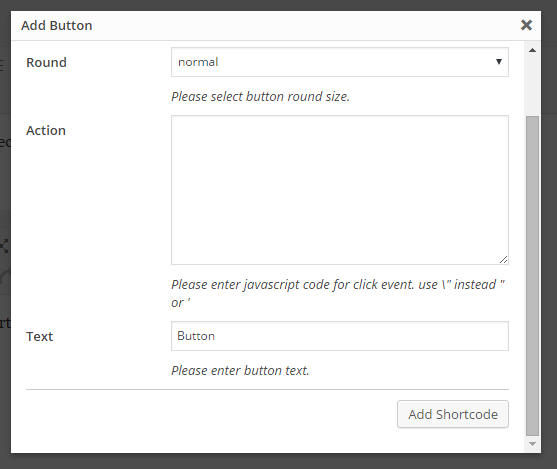 Add Button
Round
normal
Please select button round size.
Action
Please enter javascript code for click event. use \" instead "
or '
Text
Button
Please enter button text.
Add Shortcode